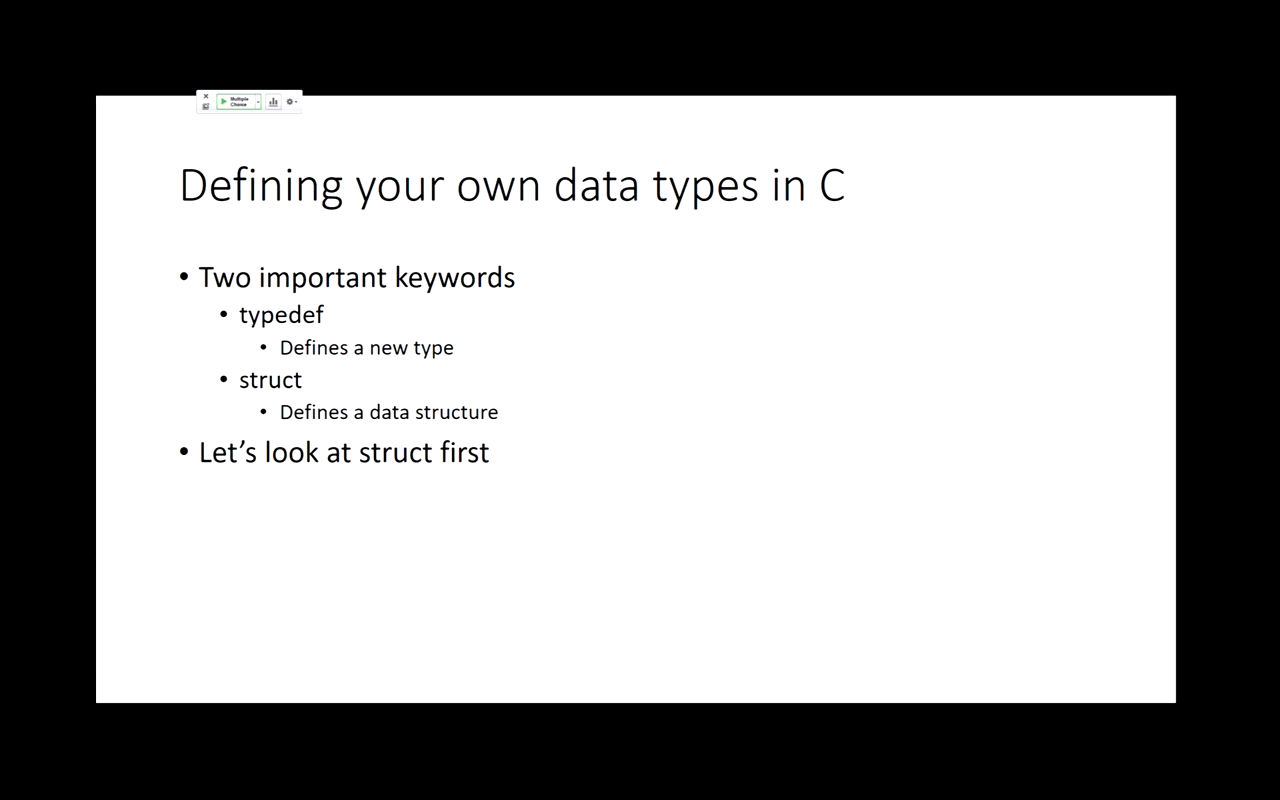 Multiple
Choice
Defining your own data types in C
• Two important keywords
• typedef
• Defines a new type
• struct
• Defines a data structure
• Let’s look at struct first